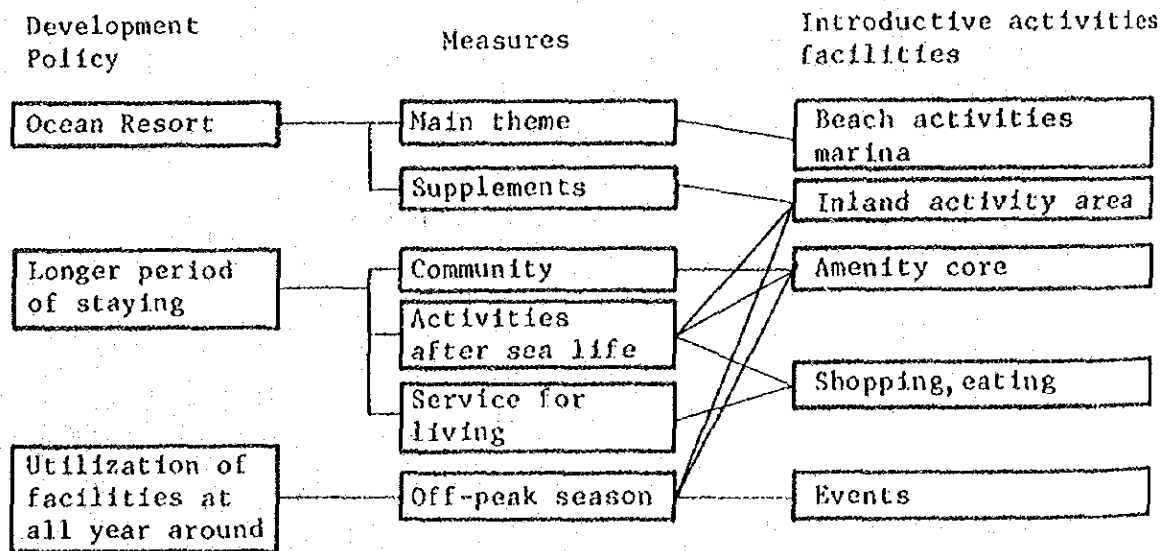 Development
Policy
Measures
Introductive activities
facilities
Ocean Resort
Main theme
Beach activities
marina
Supplements
Inland activity area
Longer period
of staying
Community
Amenity core
Activities
after sea life
Shopping, eating
Service for
living
Utilization of
facilities at
all year around
Off-peak season
Events